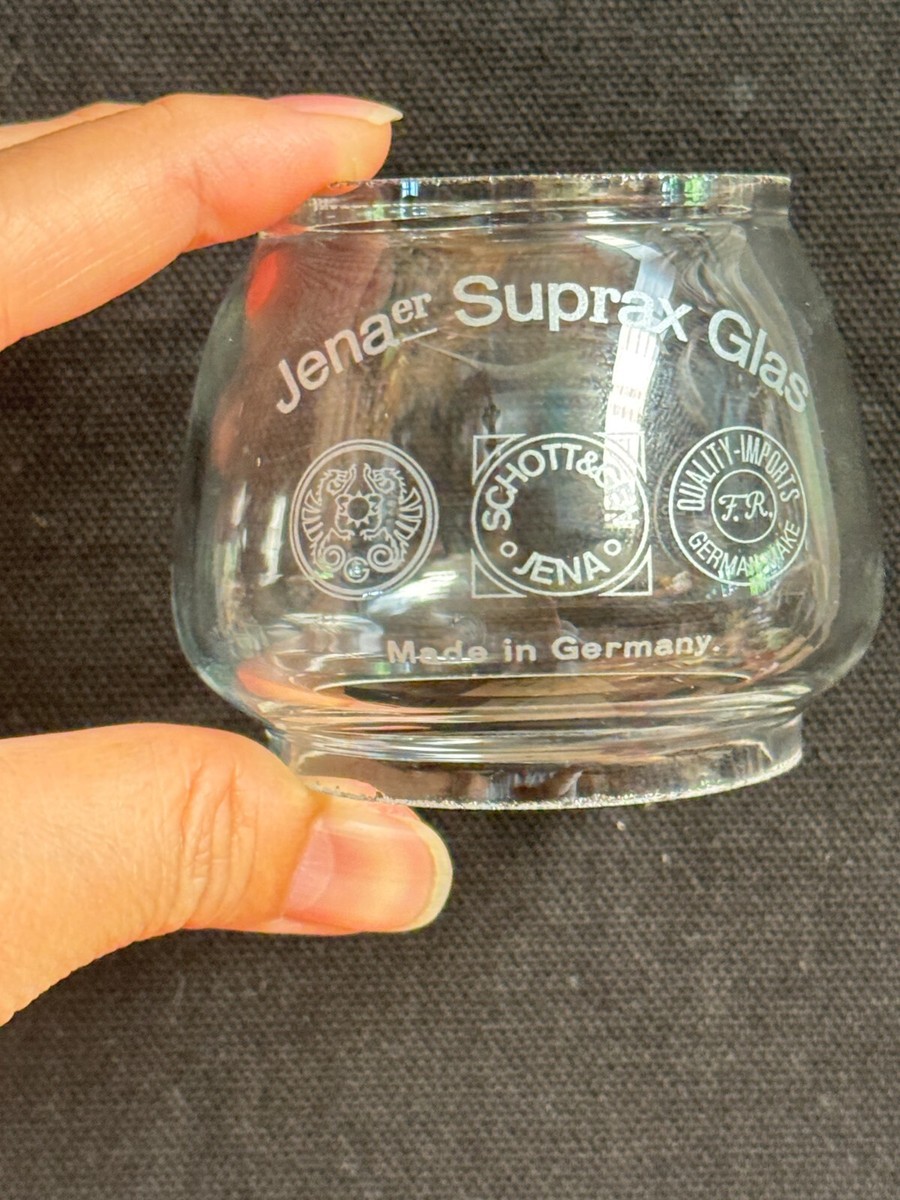 Jenaer Suprax Glas
SCHOTT & GEN
JENA
QUALITY-IMPORTS
F.R.
GERMAN MAKE
Made in Germany.